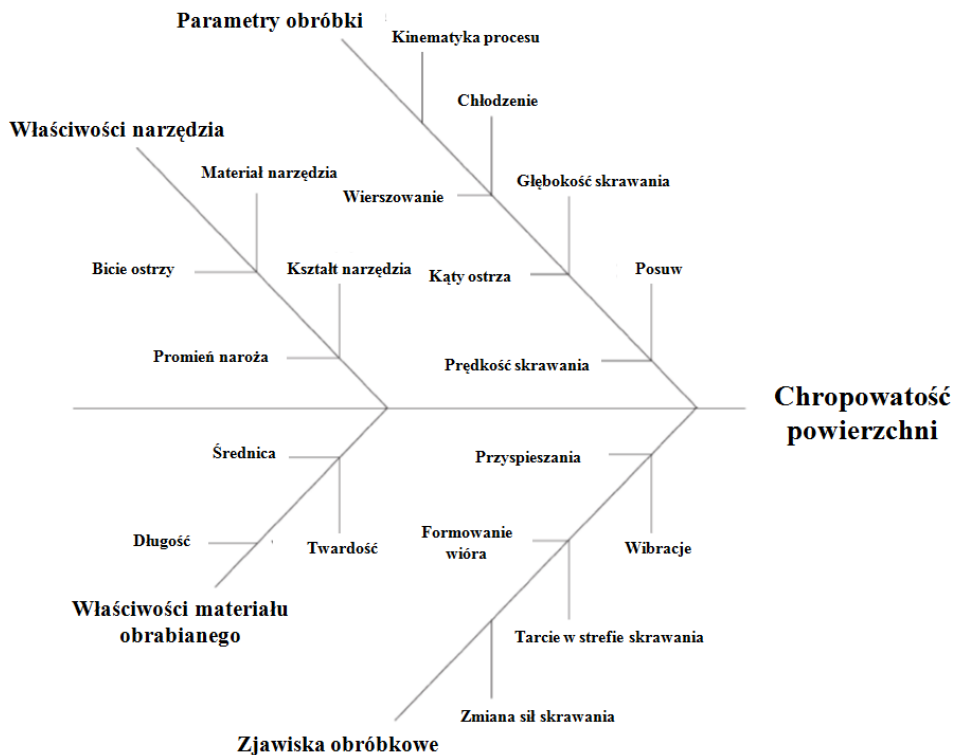 Parametry obróbki
Kinematyka procesu
Chłodzenie
Właściwości narzędzia
Materiał narzędzia
Wierszowanie
Głębokość skrawania
Bicie ostrzy
Kształt narzędzia
Kąty ostrza
Posuw
Promień naroża
Prędkość skrawania
Chropowatość
powierzchni
Średnica
Przyspieszania
Długość
Twardość
Formowanie
wióra
Wibracje
Właściwości materiału
obrabianego
Tarcie w strefie skrawania
Zmiana sił skrawania
Zjawiska obróbkowe